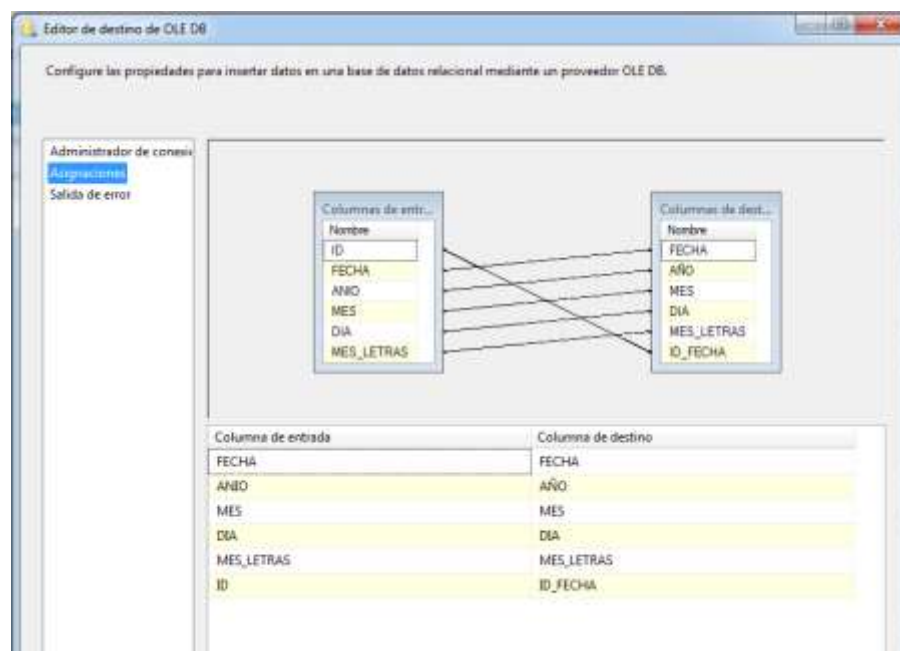 Editor de destino de OLE DB
Configure las propiedades para insertar datos en una base de datos relacional mediante un proveedor OLE DB.
Administrador de conexi
Asignaciones
Salida de error
Columnas de entr...
Nombre
ID
FECHA
ANIO
MES
DIA
MES_LETRAS
Columnas de dest...
Nombre
FECHA
AÑO
MES
DIA
MES_LETRAS
ID_FECHA
Columna de entrada Columna de destino
FECHA FECHA
ANIO AÑO
MES MES
DIA DIA
MES_LETRAS MES_LETRAS
ID ID_FECHA